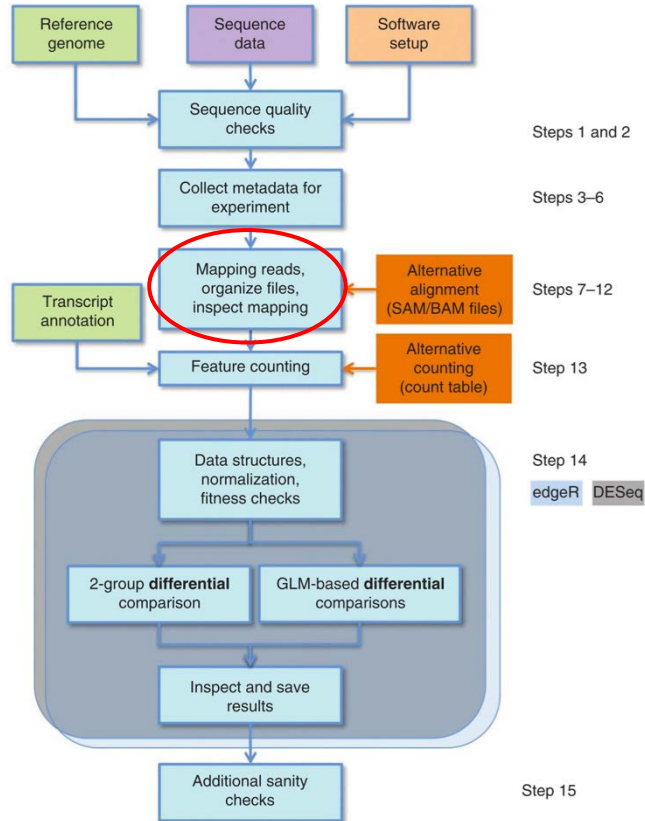 Reference
genome
Sequence
data
Software
setup
Sequence quality
checks
Steps 1 and 2
Collect metadata for
experiment
Steps 3–6
Mapping reads,
organize files,
inspect mapping
Alternative
alignment
(SAM/BAM files)
Steps 7–12
Transcript
annotation
Feature counting
Alternative
counting
(count table)
Step 13
Data structures,
normalization,
fitness checks
Step 14
edgeR DESeq
2-group differential
comparison
GLM-based differential
comparisons
Inspect and save
results
Additional sanity
checks
Step 15